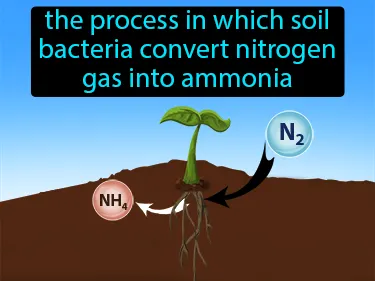 the process in which soil
bacteria convert nitrogen
gas into ammonia
N₂
NH₄